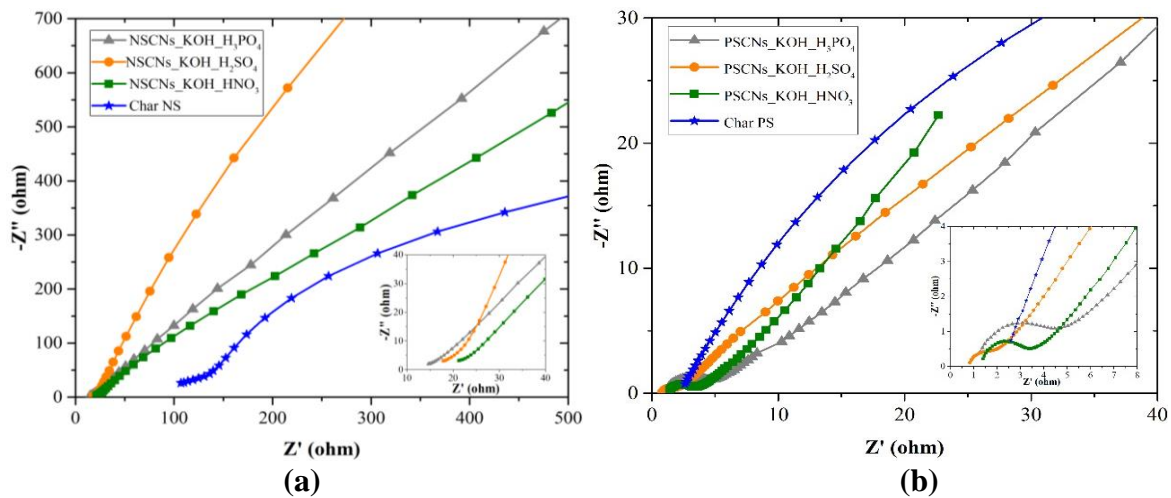 700
600
500
400
300
200
100
50
0
-Z'' (ohm)
NSCNs_KOH_H₃PO₄
NSCNs_KOH_H₂SO₄
NSCNs_KOH_HNO₃
Char NS
0
100
200
300
400
500
Z' (ohm)
40
30
20
10
0
-Z'' (ohm)
10
20
30
40
Z' (ohm)
(a)
30
20
10
0
-Z'' (ohm)
PSCNs_KOH_H₃PO₄
PSCNs_KOH_H₂SO₄
PSCNs_KOH_HNO₃
Char PS
0
10
20
30
40
Z' (ohm)
4
3
2
1
0
-Z'' (ohm)
0
1
2
3
4
5
6
7
8
Z' (ohm)
(b)